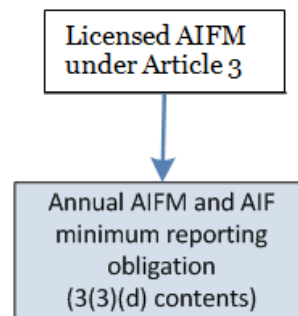 Licensed AIFM
under Article 3
Annual AIFM and AIF
minimum reporting
obligation
(3(3)(d) contents)